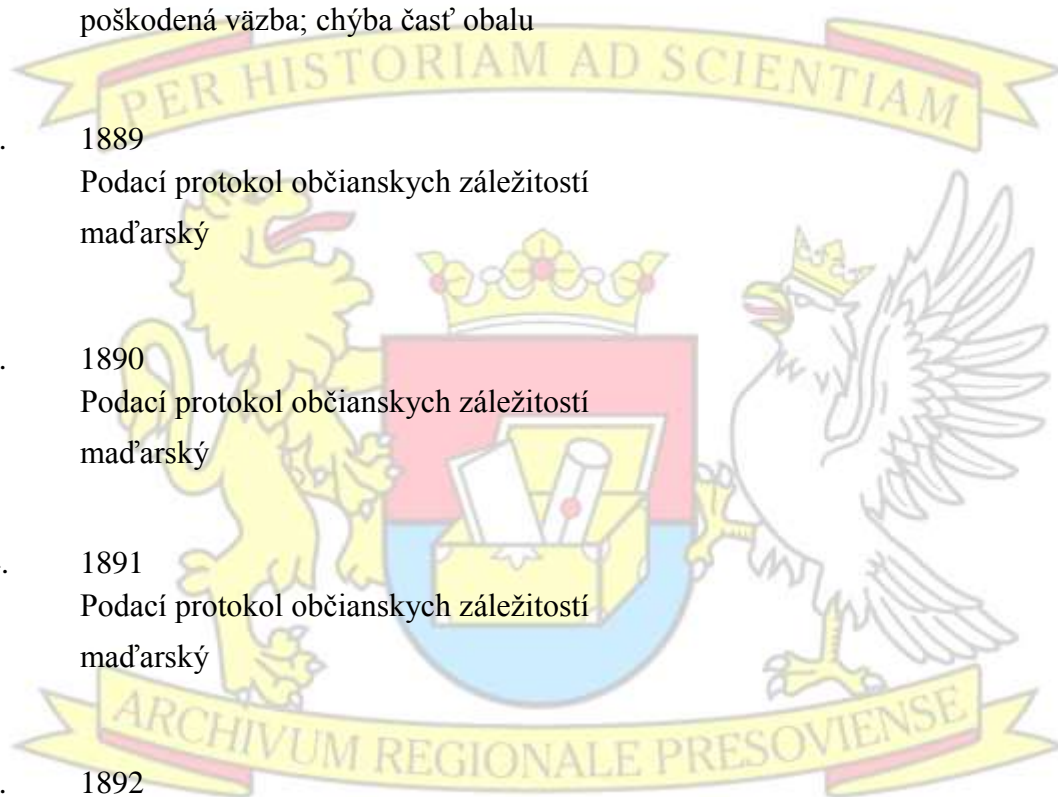 poškodená väzba; chýba časť obalu
PER HISTORIAM AD SCIENTIAM
. 1889
Podací protokol občianskych záležitostí
maďarský
. 1890
Podací protokol občianskych záležitostí
maďarský
. 1891
Podací protokol občianskych záležitostí
maďarský
ARCHIVUM REGIONALE PRESOVIENSE
. 1892